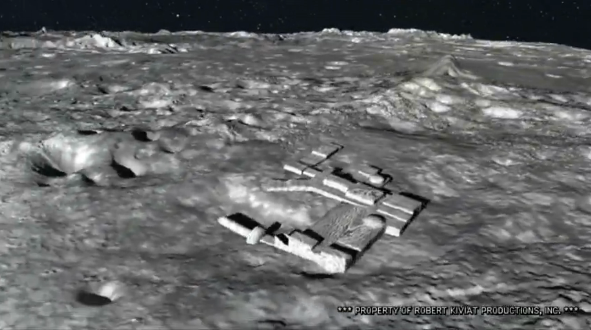 *** PROPERTY OF ROBERT KIVIAT PRODUCTIONS, INC. ***